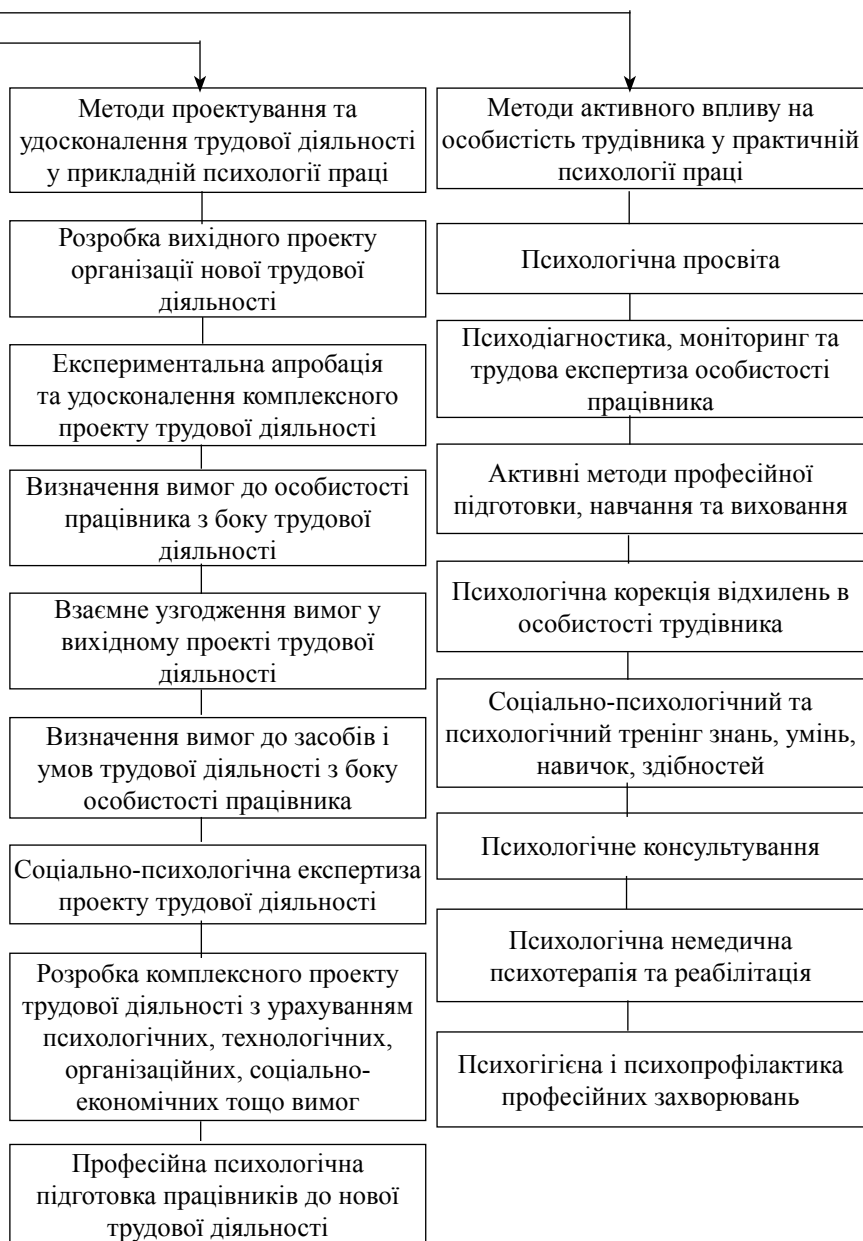 Методи проектування та
удосконалення трудової діяльності
у прикладній психології праці
Розробка вихідного проекту
організації нової трудової
діяльності
Експериментальна апробація
та удосконалення комплексного
проекту трудової діяльності
Визначення вимог до особистості
працівника з боку трудової
діяльності
Взаємне узгодження вимог у
вихідному проекті трудової
діяльності
Визначення вимог до засобів і
умов трудової діяльності з боку
особистості працівника
Соціально-психологічна експертиза
проекту трудової діяльності
Розробка комплексного проекту
трудової діяльності з урахуванням
психологічних, технологічних,
організаційних, соціально-
економічних тощо вимог
Професійна психологічна
підготовка працівників до нової
трудової діяльності
Методи активного впливу на
особистість трудівника у практичній
психології праці
Психологічна просвіта
Психодіагностика, моніторинг та
трудова експертиза особистості
працівника
Активні методи професійної
підготовки, навчання та виховання
Психологічна корекція відхилень в
особистості трудівника
Соціально-психологічний та
психологічний тренінг знань, умінь,
навичок, здібностей
Психологічне консультування
Психологічна немедична
психотерапія та реабілітація
Психогігієна і психопрофілактика
професійних захворювань